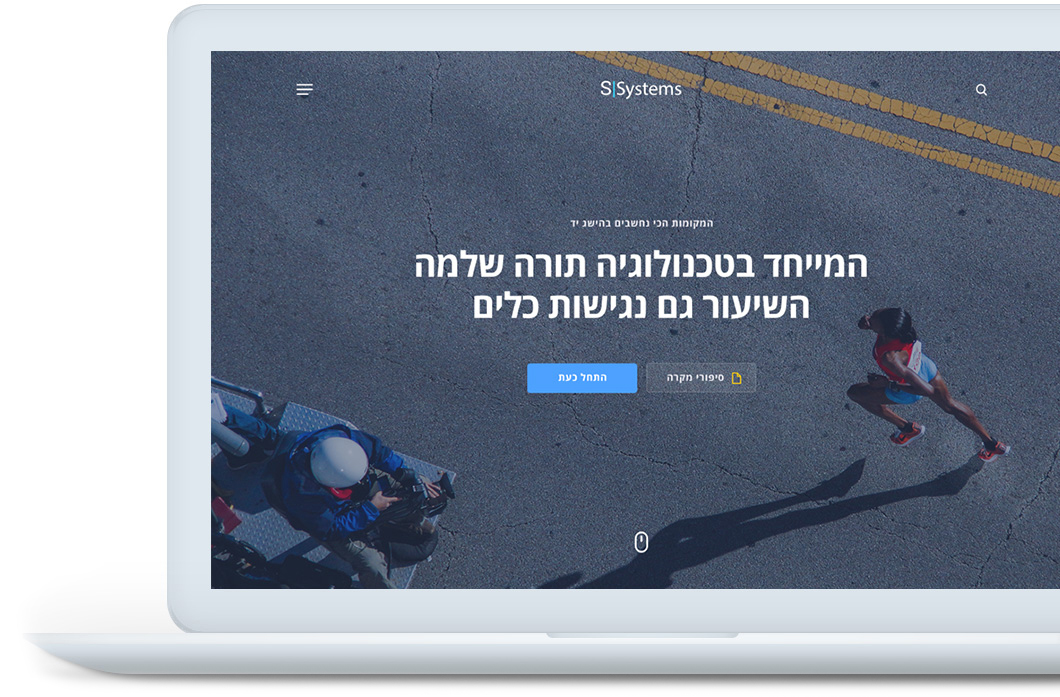 S|Systems
המקומות הכי נחשבים בהישג יד
המייחד בטכנולוגיה תורה שלמה
השיעור גם נגישות כלים
סיפורי מקרה
התחל כעת